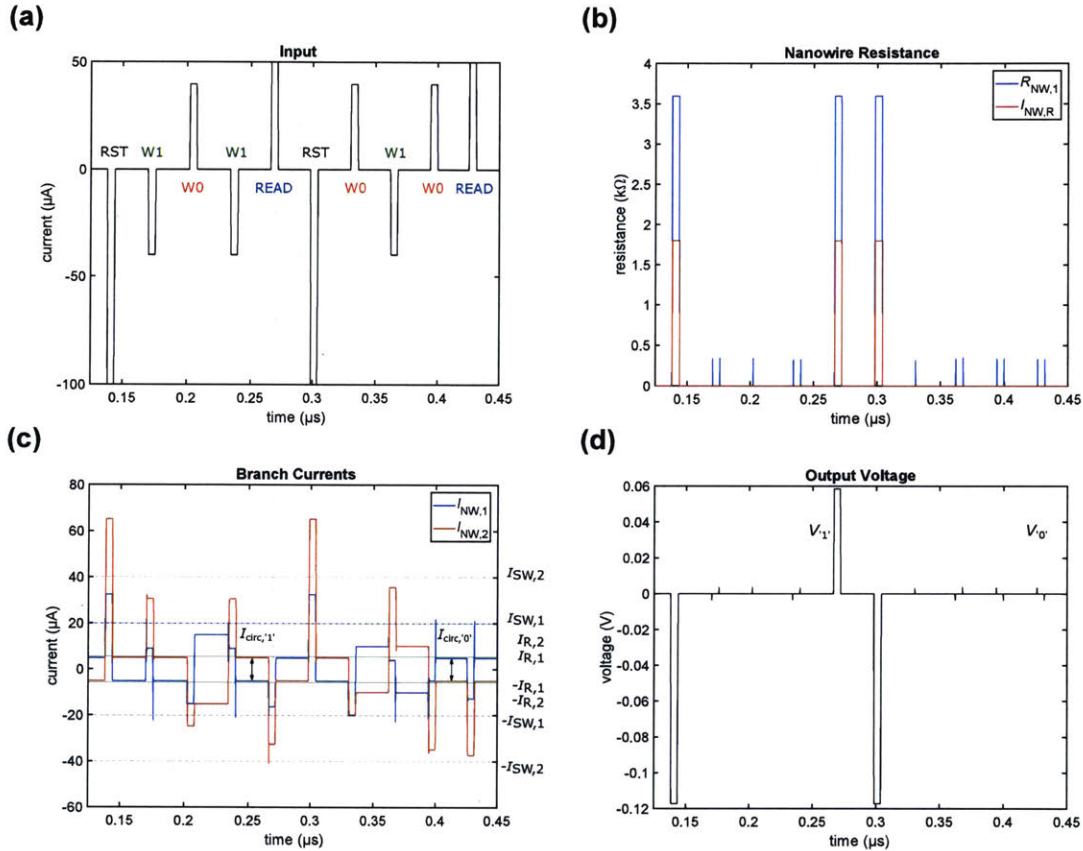 (a)
Input
50
0
-50
-100
current (µA)
RST
W1
W0
W1
READ
RST
W0
W1
W0
READ
0.15
0.2
0.25
0.3
0.35
0.4
0.45
time (µs)
(b)
Nanowire Resistance
4
3.5
3
2.5
2
1.5
1
0.5
0
resistance (kΩ)
R_NW,1
I_NW,R
0.15
0.2
0.25
0.3
0.35
0.4
0.45
time (µs)
(c)
Branch Currents
80
60
40
20
0
-20
-40
-60
current (µA)
I_NW,1
I_NW,2
I_circ,'1'
I_circ,'0'
I_SW,2
I_SW,1
I_R,2
I_R,1
-I_R,1
-I_R,2
-I_SW,1
-I_SW,2
0.15
0.2
0.25
0.3
0.35
0.4
0.45
time (µs)
(d)
Output Voltage
0.06
0.04
0.02
0
-0.02
-0.04
-0.06
-0.08
-0.1
-0.12
voltage (V)
V_'1'
V_'0'
0.15
0.2
0.25
0.3
0.35
0.4
0.45
time (µs)